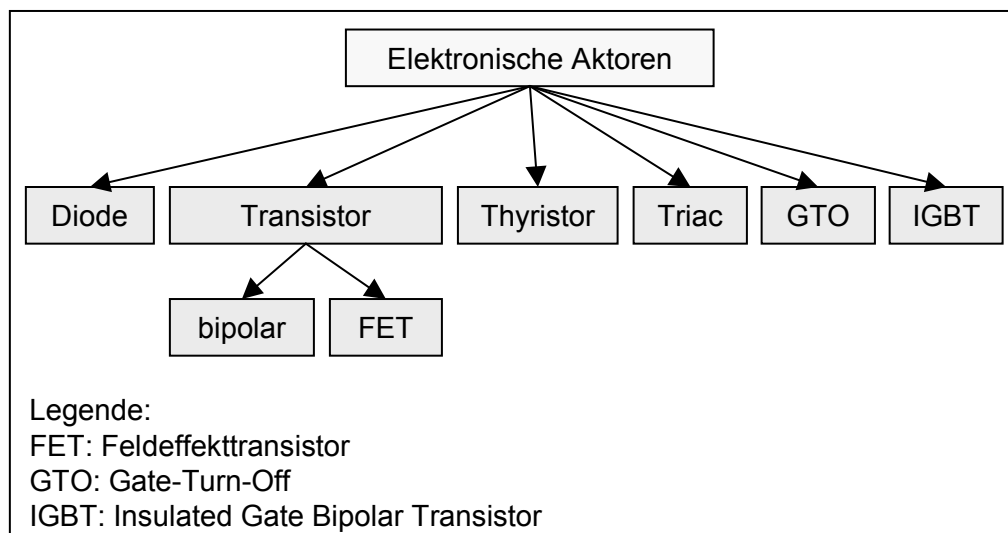 Elektronische Aktoren
Diode Transistor Thyristor Triac GTO IGBT
bipolar FET
Legende:
FET: Feldeffekttransistor
GTO: Gate-Turn-Off
IGBT: Insulated Gate Bipolar Transistor